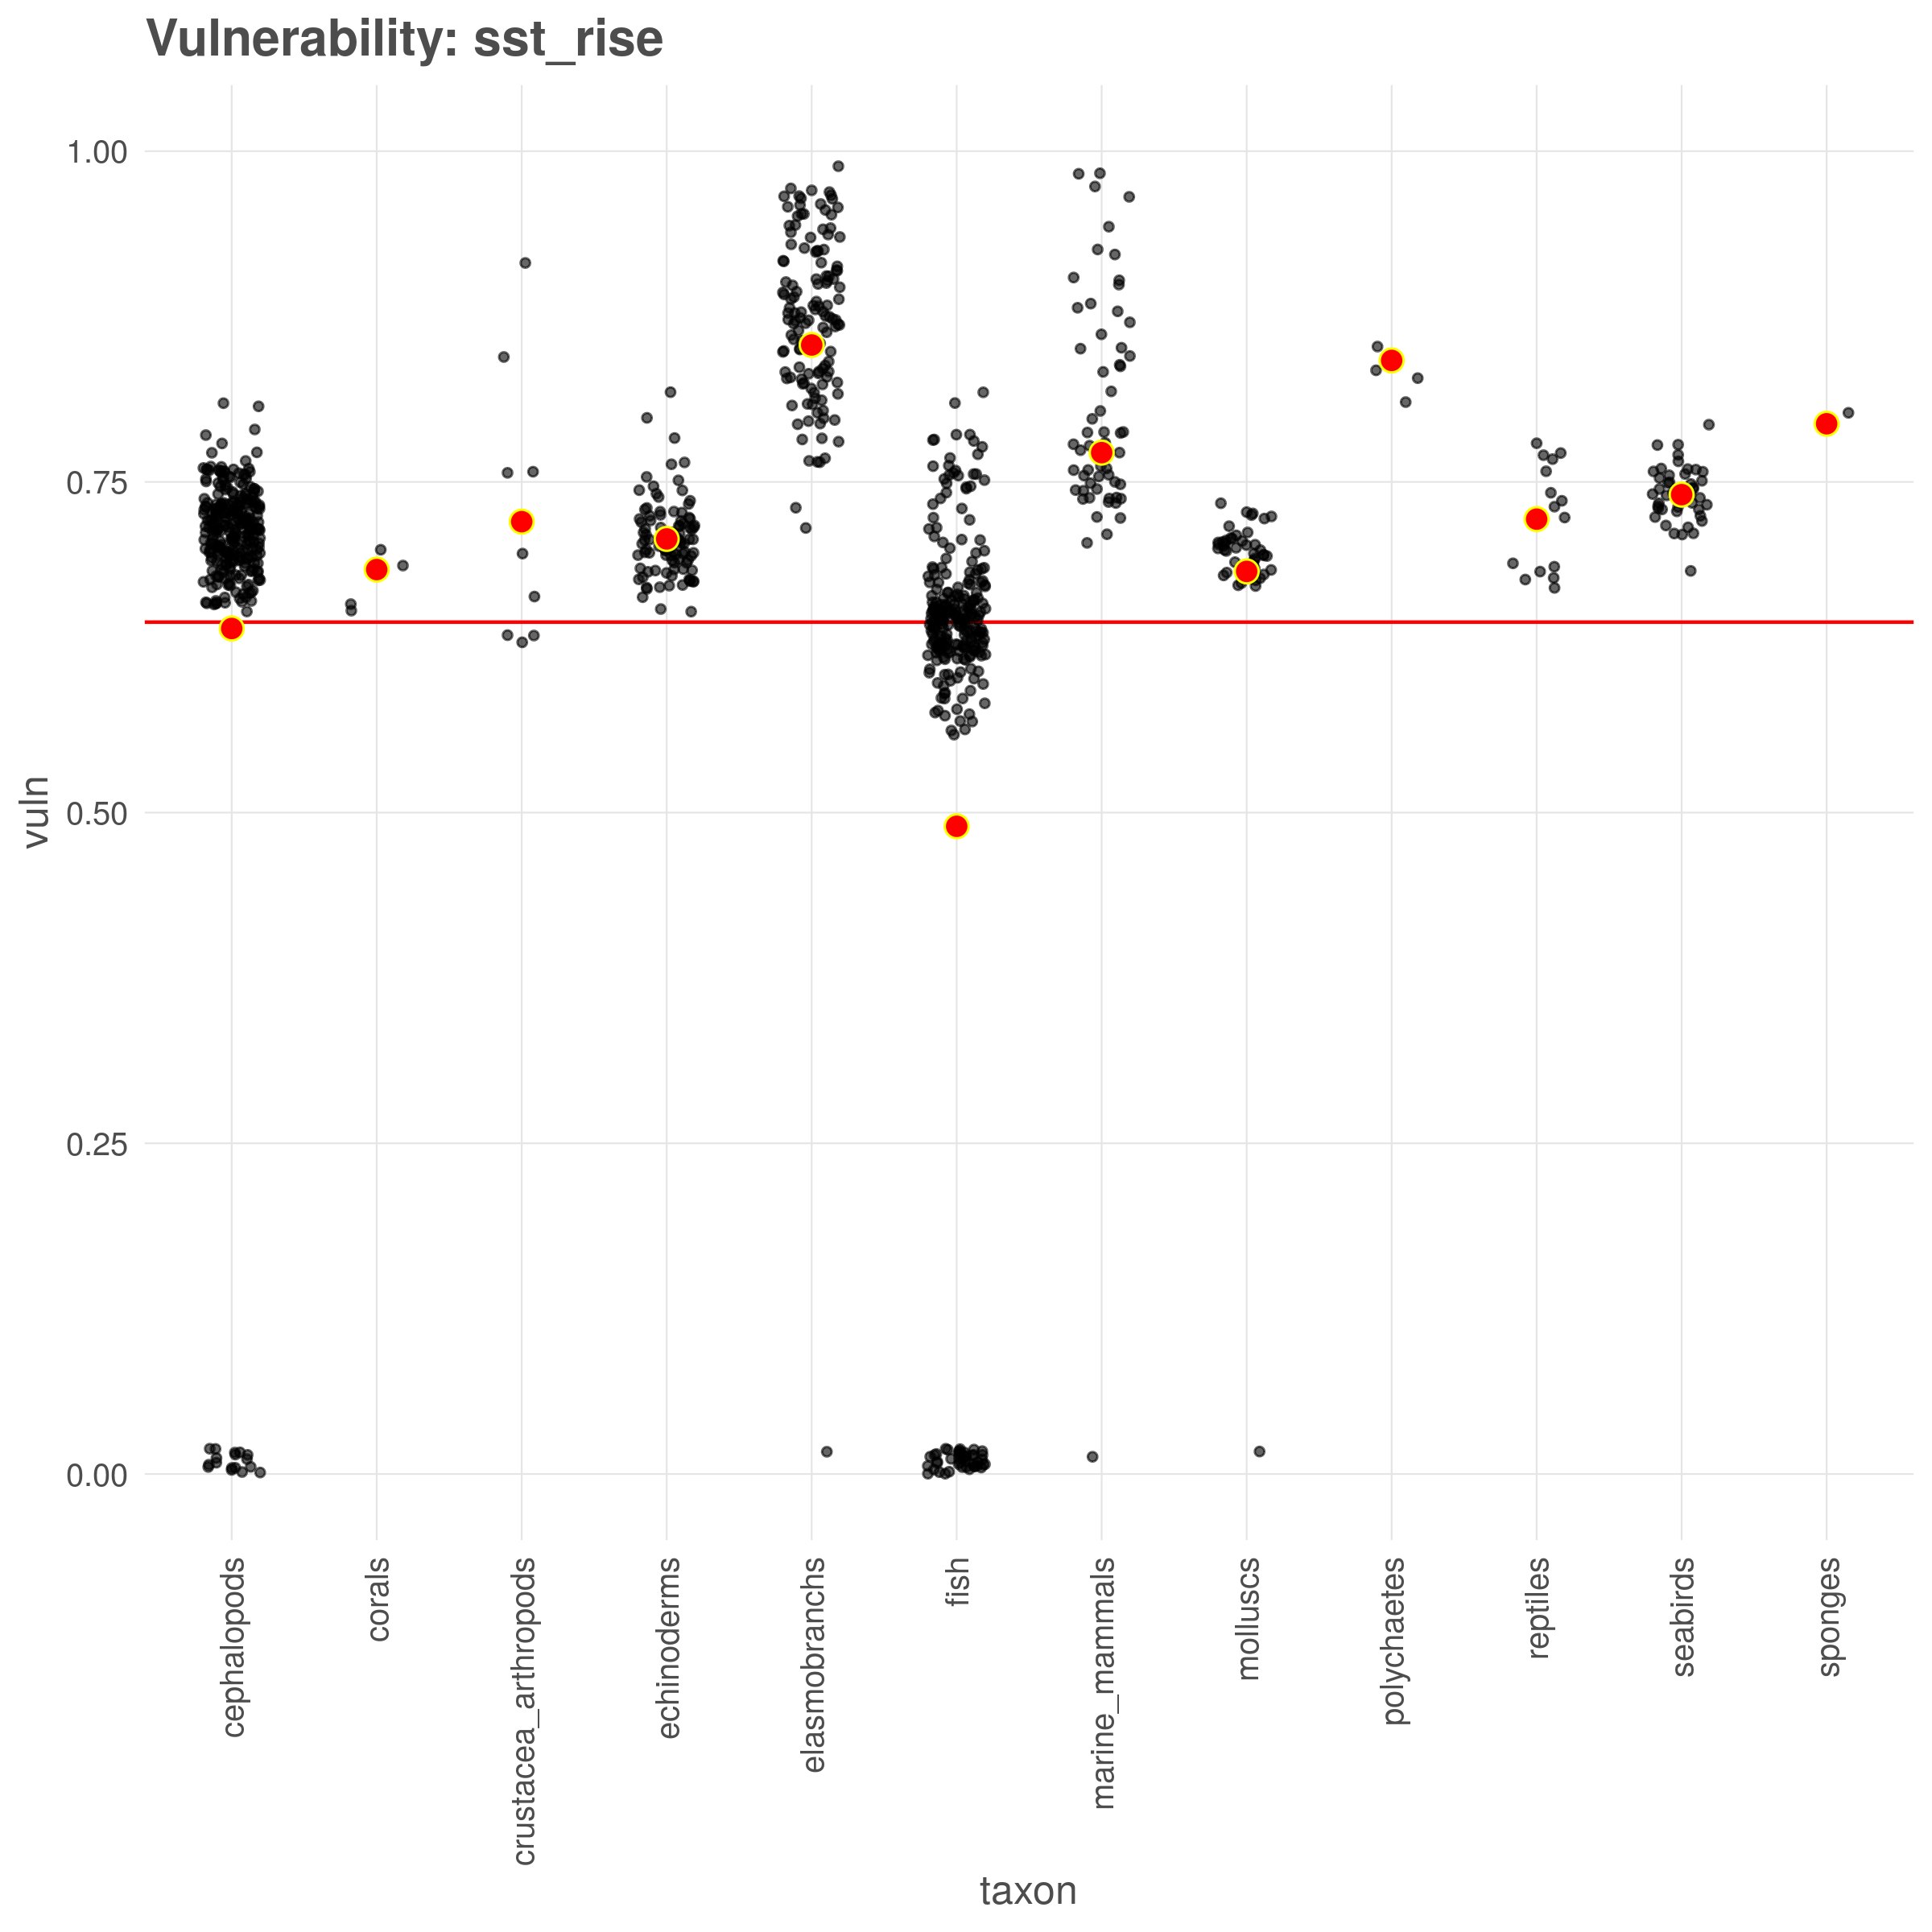 Vulnerability: sst_rise
vuln
1.00
0.75
0.50
0.25
0.00
cephalopods
corals
crustacea_arthropods
echinoderms
elasmobranchs
fish
marine_mammals
molluscs
polychaetes
reptiles
seabirds
sponges
taxon